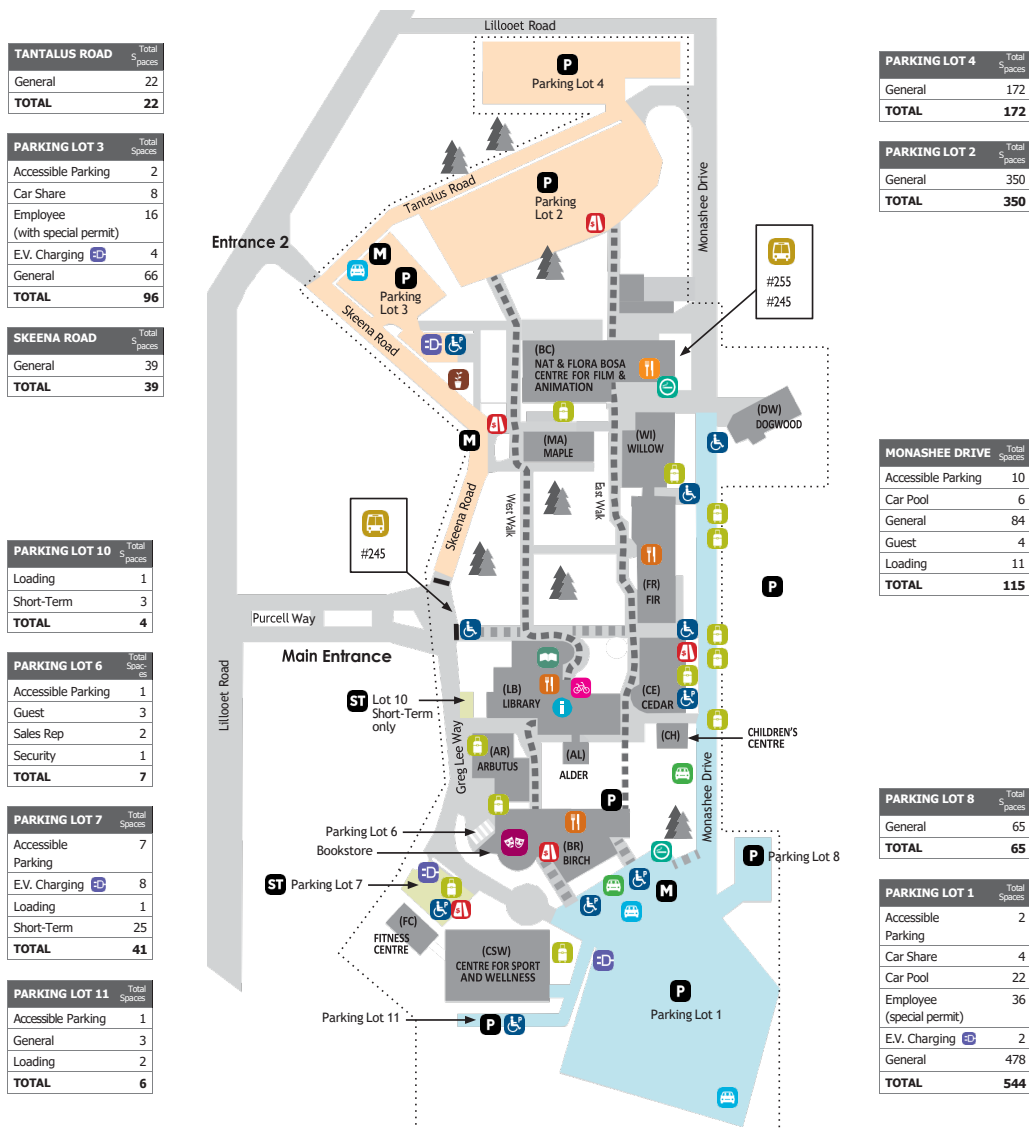 TANTALUS ROAD Total Spaces
General 22
TOTAL 22
PARKING LOT 3 Total Spaces
Accessible Parking 2
Car Share 8
Employee 16
(with special permit)
E.V. Charging 4
General 66
TOTAL 96
SKEENA ROAD Total Spaces
General 39
TOTAL 39
PARKING LOT 10 Total Spaces
Loading 1
Short-Term 3
TOTAL 4
PARKING LOT 6 Total Spac-es
Accessible Parking 1
Guest 3
Sales Rep 2
Security 1
TOTAL 7
PARKING LOT 7 Total Spaces
Accessible 7
Parking
E.V. Charging 8
Loading 1
Short-Term 25
TOTAL 41
PARKING LOT 11 Total Spaces
Accessible Parking 1
General 3
Loading 2
TOTAL 6
Lillooet Road
P
Parking Lot 4
Tantalus Road
P
Parking
Lot 2
$
Monashee Drive
Entrance 2
M
P
Parking
Lot 3
Skeena Road
P
#255
#245
(BC)
NAT & FLORA BOSA
CENTRE FOR FILM &
ANIMATION
(DW)
DOGWOOD
$
M
(MA)
MAPLE
(WI)
WILLOW
Skeena Road
West Walk
East Walk
#245
(FR)
FIR
P
Purcell Way
Main Entrance
Lillooet Road
ST Lot 10
Short-Term
only
(LB)
LIBRARY
i
$
(CE)
CEDAR
P
(CH)
CHILDREN'S
CENTRE
Greg Lee Way
(AR)
ARBUTUS
(AL)
ALDER
Monashee Drive
P
Parking Lot 6
Bookstore
$
(BR)
BIRCH
P Parking Lot 8
ST Parking Lot 7
P
$
P
P
M
(FC)
FITNESS
CENTRE
(CSW)
CENTRE FOR SPORT
AND WELLNESS
P
Parking Lot 1
Parking Lot 11
P
P
PARKING LOT 4 Total Spaces
General 172
TOTAL 172
PARKING LOT 2 Total Spaces
General 350
TOTAL 350
MONASHEE DRIVE Total Spaces
Accessible Parking 10
Car Pool 6
General 84
Guest 4
Loading 11
TOTAL 115
PARKING LOT 8 Total Spaces
General 65
TOTAL 65
PARKING LOT 1 Total Spaces
Accessible 2
Parking
Car Share 4
Car Pool 22
Employee 36
(special permit)
E.V. Charging 2
General 478
TOTAL 544